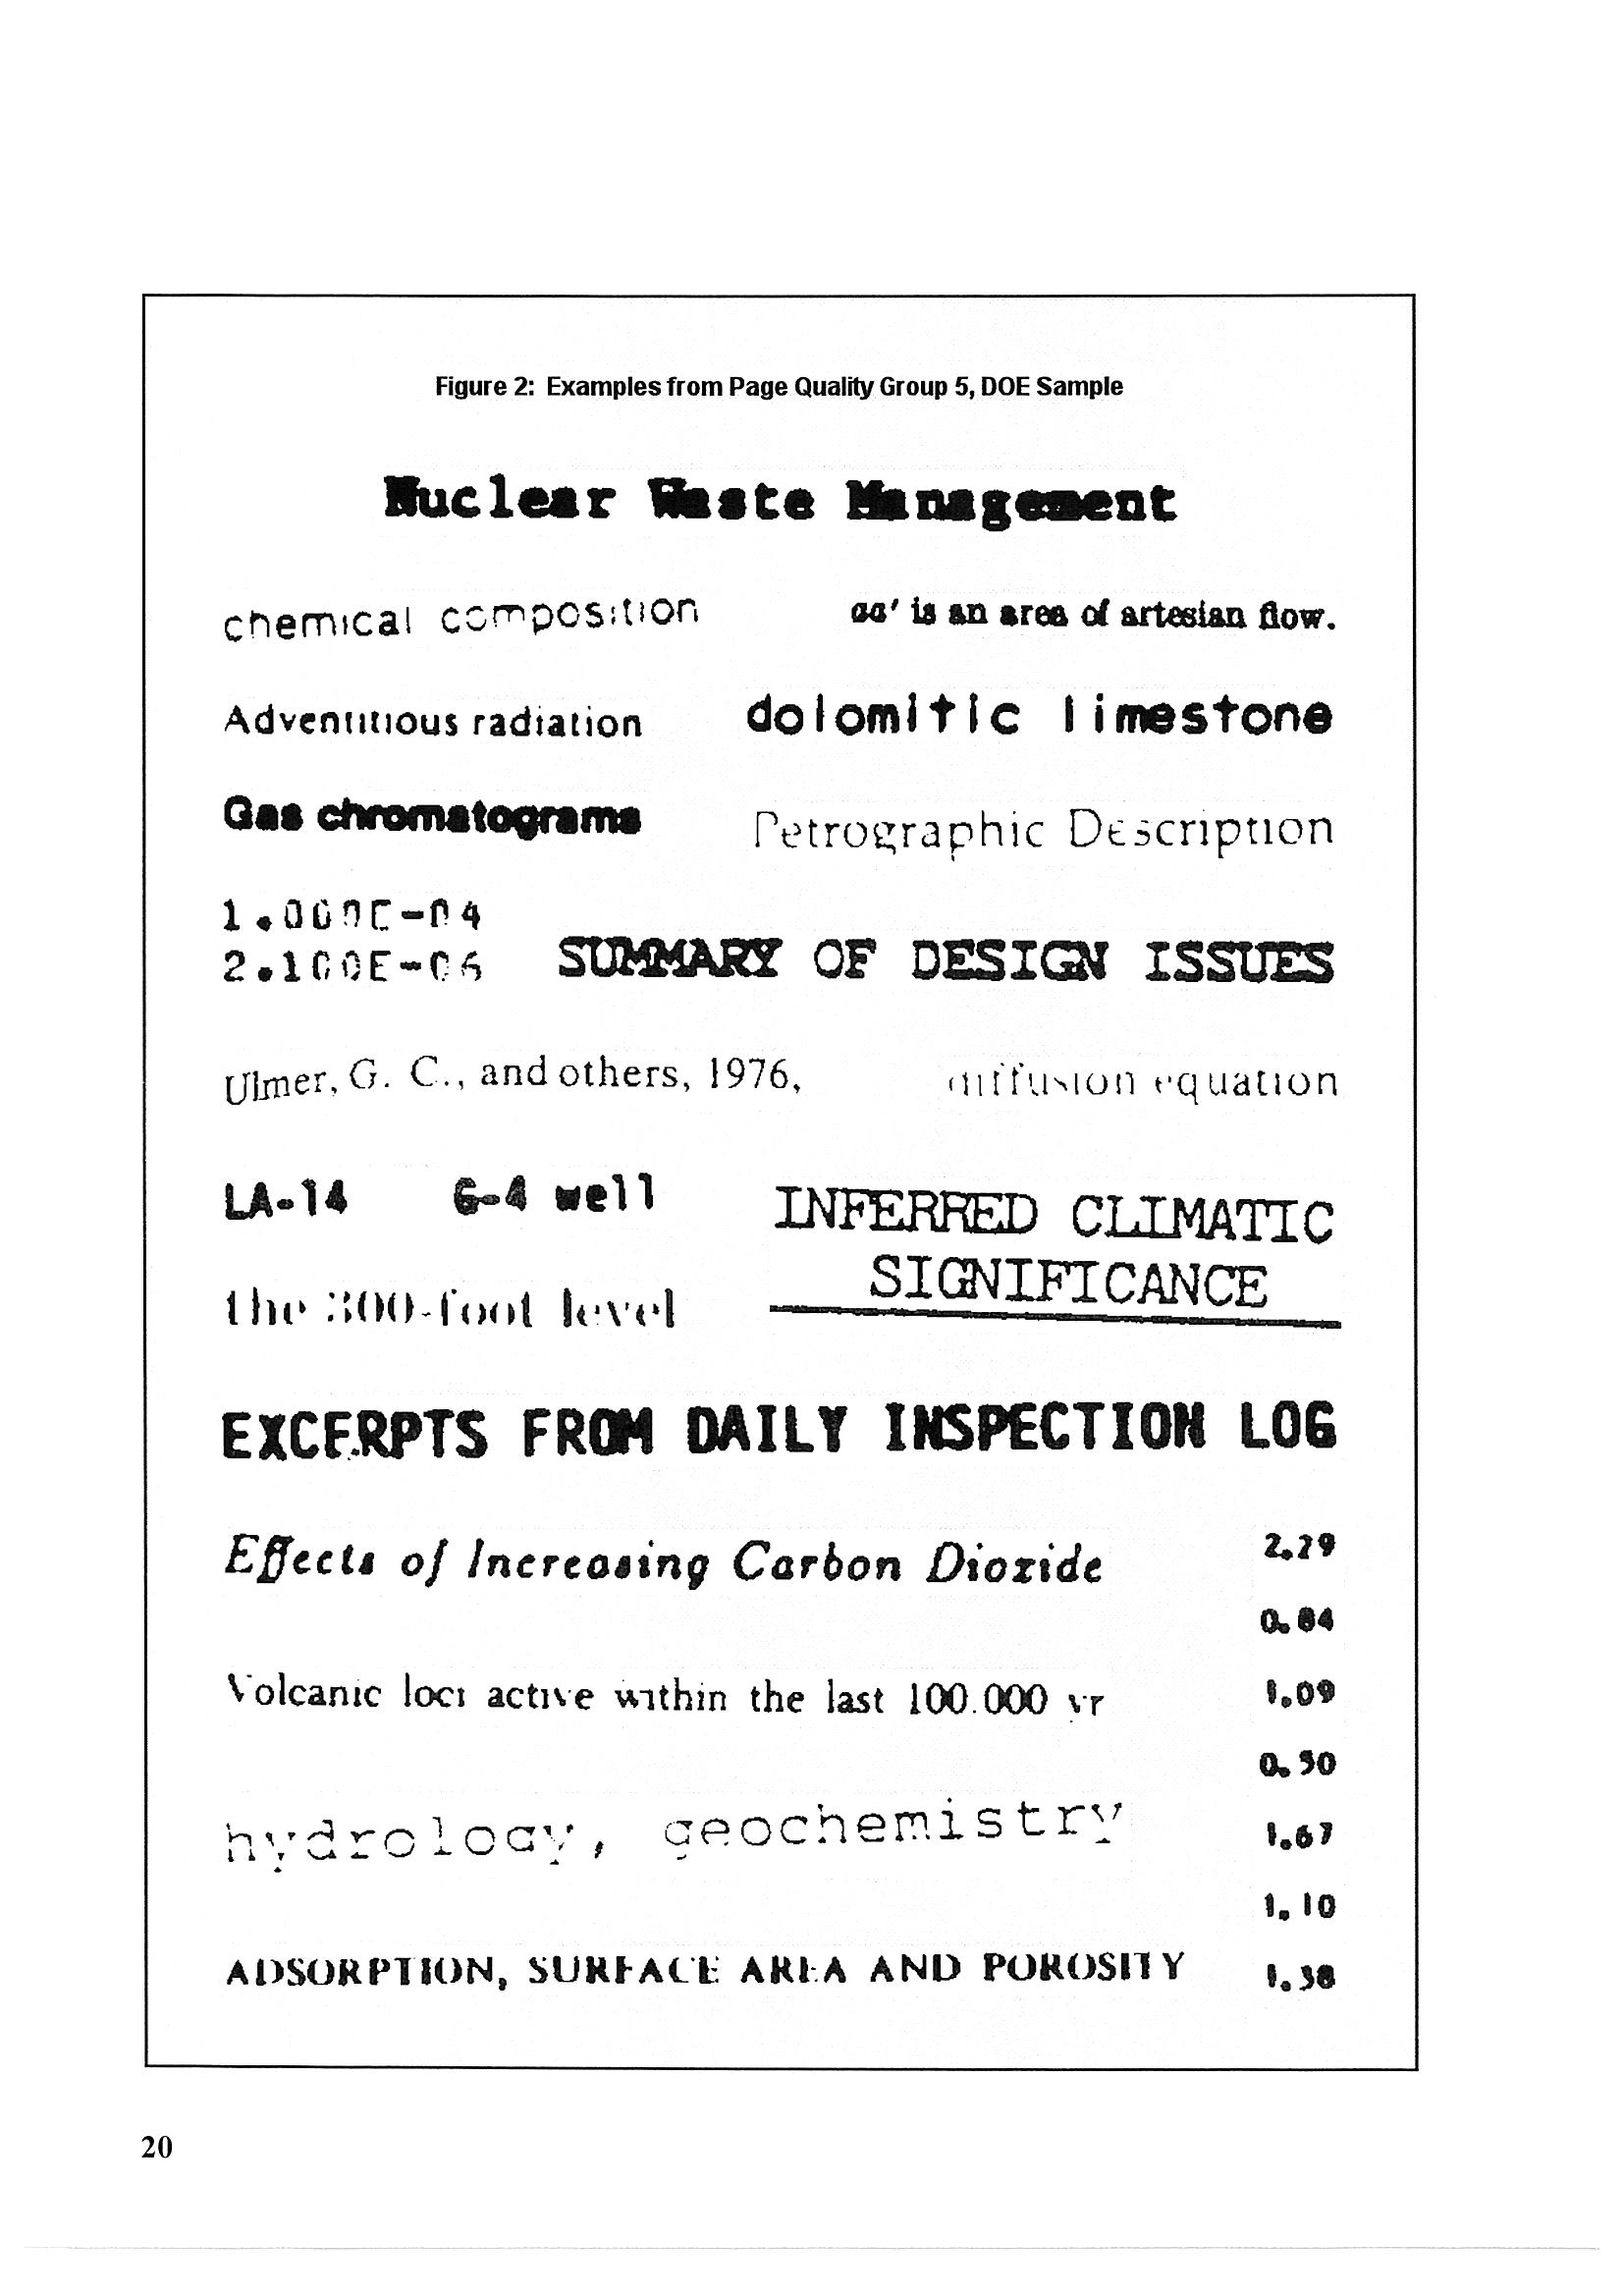 Figure 2: Examples from Page Quality Group 5, DOE Sample
Nuclear Waste Management
chemical composition
aa' is an area of artesian flow.
Adventitious radiation
dolomitic limestone
Gas chromatograms
Petrographic Description
1.000E-04
2.100E-06
SUMMARY OF DESIGN ISSUES
Ulmer, G. C., and others, 1976,
diffusion equation
LA-14 G-4 well
INFERRED CLIMATIC
SIGNIFICANCE
the 300-foot level
EXCERPTS FROM DAILY INSPECTION LOG
Effects of Increasing Carbon Dioxide
2.29
0.84
Volcanic loci active within the last 100.000 yr
1.09
0.50
hydrology, geochemistry
1.67
1.10
ADSORPTION, SURFACE AREA AND POROSITY
1.38
20